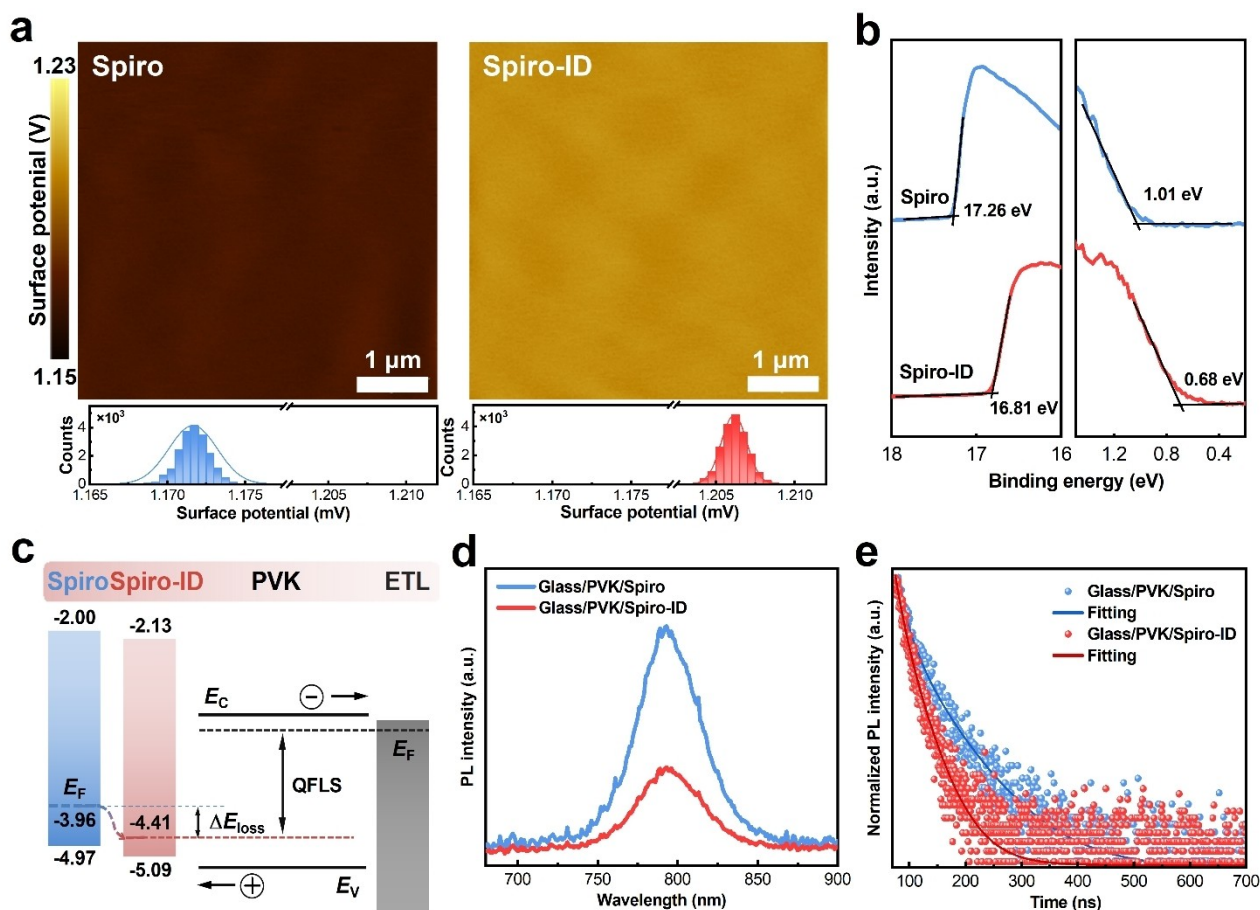 a
Spiro
Spiro-ID
1.23
Surface potenial (V)
1.15
1 μm
1 μm
×10³
Counts
4
2
0
1.165
1.170
1.175
1.205
1.210
Surface potential (mV)
×10³
Counts
4
2
0
1.165
1.170
1.175
1.205
1.210
Surface potential (mV)
b
Intensity (a.u.)
Spiro
17.26 eV
1.01 eV
Spiro-ID
16.81 eV
0.68 eV
18
17
16
1.2
0.8
0.4
Binding energy (eV)
c
Spiro
Spiro-ID
PVK
ETL
-2.00
-2.13
E_C
−
E_F
QFLS
E_F
-3.96
-4.41
ΔE_loss
-4.97
-5.09
+
E_V
d
Glass/PVK/Spiro
Glass/PVK/Spiro-ID
PL intensity (a.u.)
700
750
800
850
900
Wavelength (nm)
e
Glass/PVK/Spiro
Fitting
Glass/PVK/Spiro-ID
Fitting
Normalized PL intensity (a.u.)
100
200
300
400
500
600
700
Time (ns)